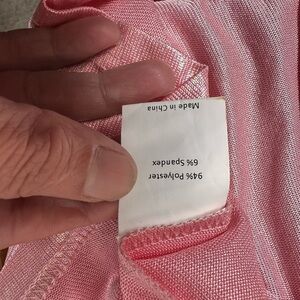 94% Polyester
6% Spandex
Made in China